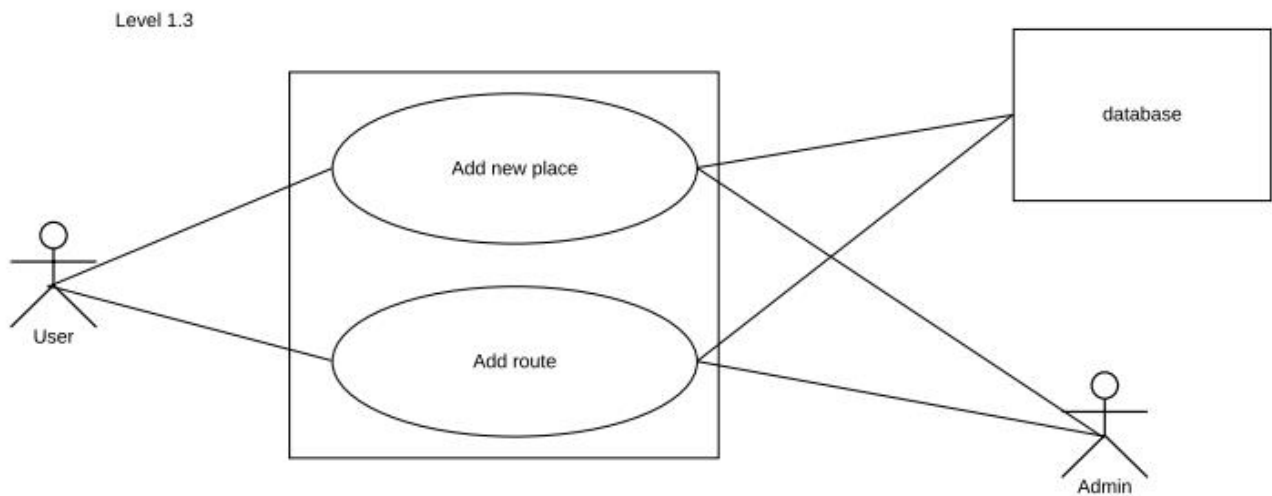 Level 1.3
database
Add new place
User
Add route
Admin